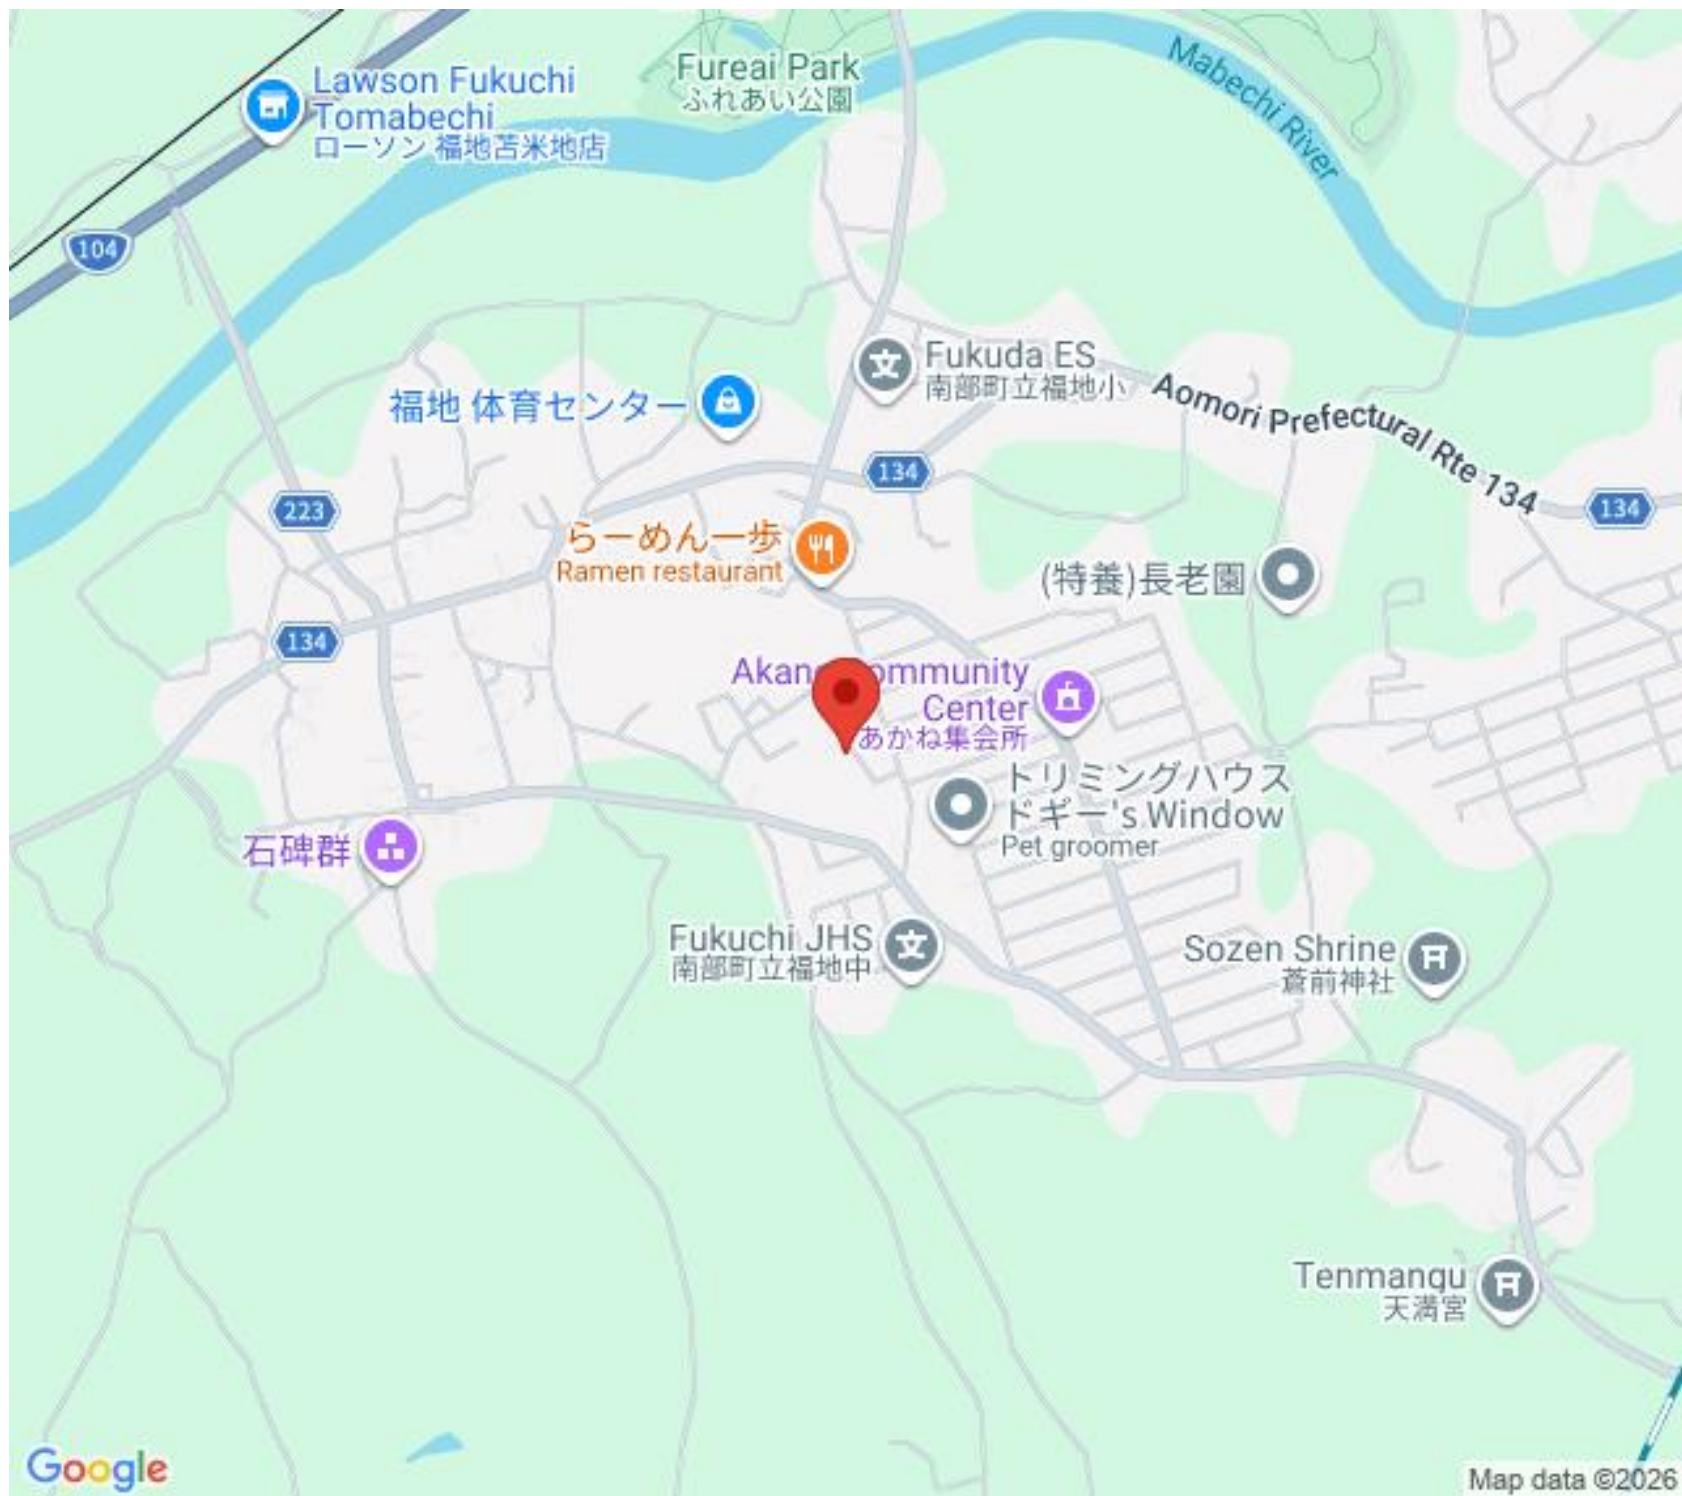 Fureai Park
ふれあい公園
Mabechi River
Lawson Fukuchi
Tomabechi
ローソン 福地苫米地店
104
Fukuda ES
南部町立福地小
Aomori Prefectural Rte 134
福地 体育センター
134
223
134
らーめん一歩
Ramen restaurant
(特養)長老園
134
Community
Center
あかね集会所
トリミングハウス
ドギー's Window
Pet groomer
石碑群
Fukuchi JHS
南部町立福地中
Sozen Shrine
蒼前神社
Tenmangu
天満宮
Google
Map data ©2026